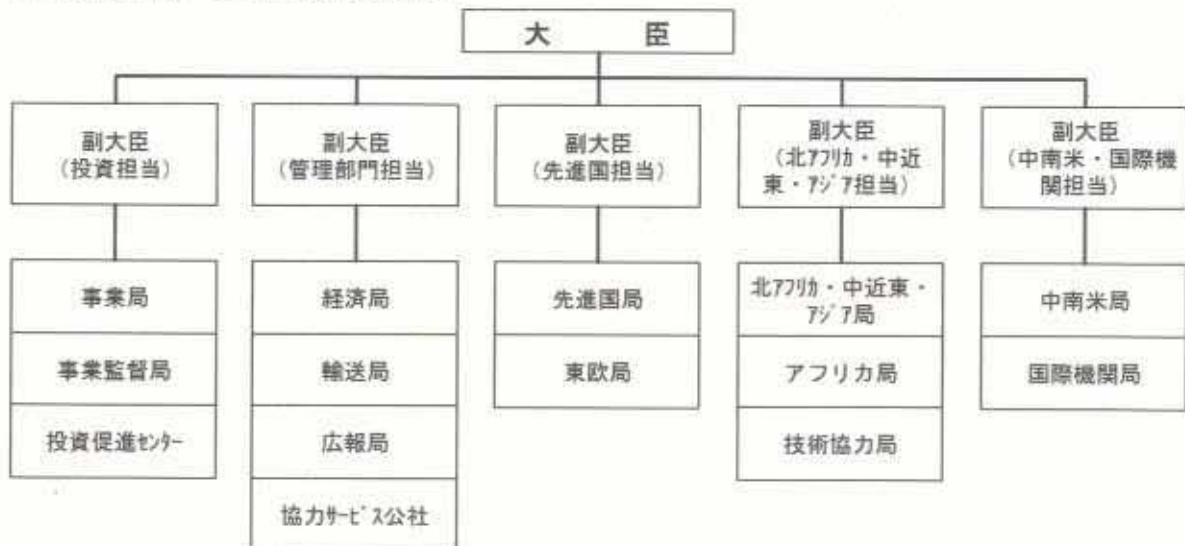 大　　臣
副大臣
（投資担当）
副大臣
（管理部門担当）
副大臣
（先進国担当）
副大臣
（北ｱﾌﾘｶ・中近
東・ｱｼﾞｱ担当）
副大臣
（中南米・国際機
関担当）
事業局
事業監督局
投資促進ｾﾝﾀｰ
経済局
輸送局
広報局
協力ｻｰﾋﾞｽ公社
先進国局
東欧局
北ｱﾌﾘｶ・中近東・
ｱｼﾞｱ局
アフリカ局
技術協力局
中南米局
国際機関局